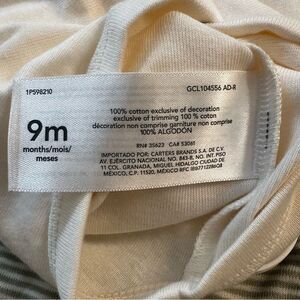 1P598210
GCL104556 AD-R
9m
months/mois/
meses
100% cotton exclusive of decoration
exclusive of trimming 100 % coton
décoration non comprise garniture non comprise
100% ALGODÓN
RN# 35623 CA# 53061
IMPORTADO POR: CARTERS BRANDS S.A. DE C.V.
AV EJÉRCITO NACIONAL NO. 843-B, NO INT PISO
11 COL. GRANADA, MIGUEL HIDALGO CIUDAD DE
MÉXICO, C.P. 11520, MÉXICO RFC